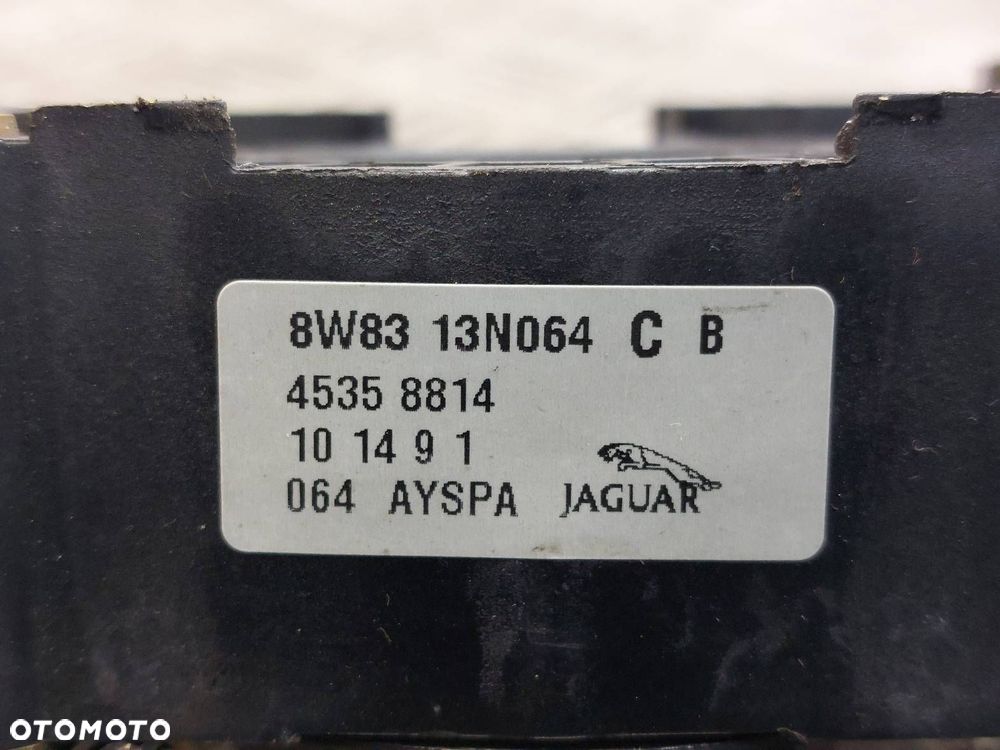 8W83 13N064 C B
4535 8814
10 14 9 1
064 AYSPA JAGUAR
OTOMOTO